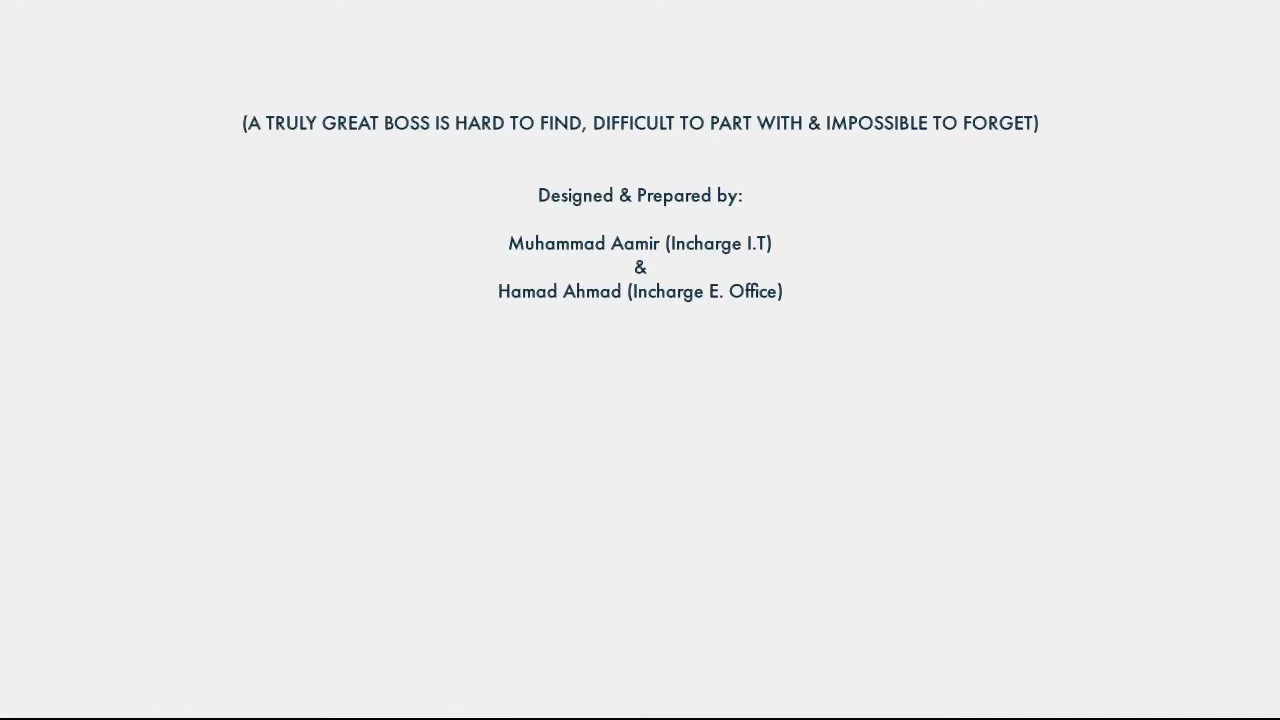 (A TRULY GREAT BOSS IS HARD TO FIND, DIFFICULT TO PART WITH & IMPOSSIBLE TO FORGET)
Designed & Prepared by:
Muhammad Aamir (Incharge I.T)
&
Hamad Ahmad (Incharge E. Office)